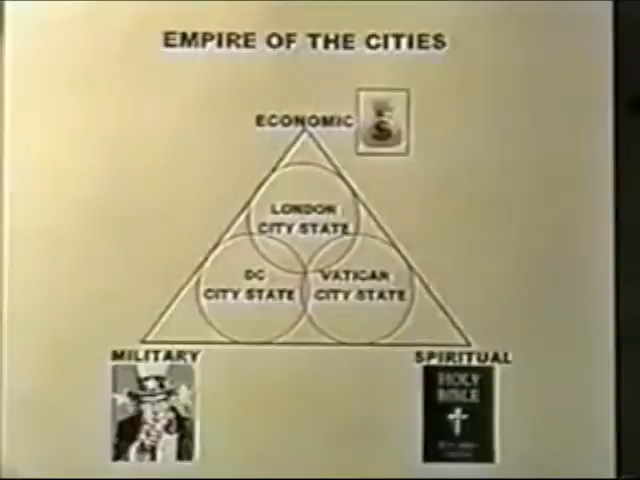 EMPIRE OF THE CITIES
ECONOMIC
$
LONDON
CITY STATE
DC
CITY STATE
VATICAN
CITY STATE
MILITARY
SPIRITUAL
HOLY
BIBLE